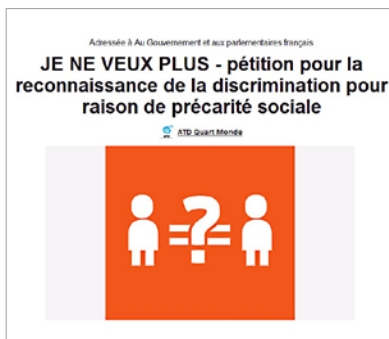 Adressée à Au Gouvernement et aux parlementaires français
JE NE VEUX PLUS - pétition pour la
reconnaissance de la discrimination pour
raison de précarité sociale
ATD Quart Monde
=?=